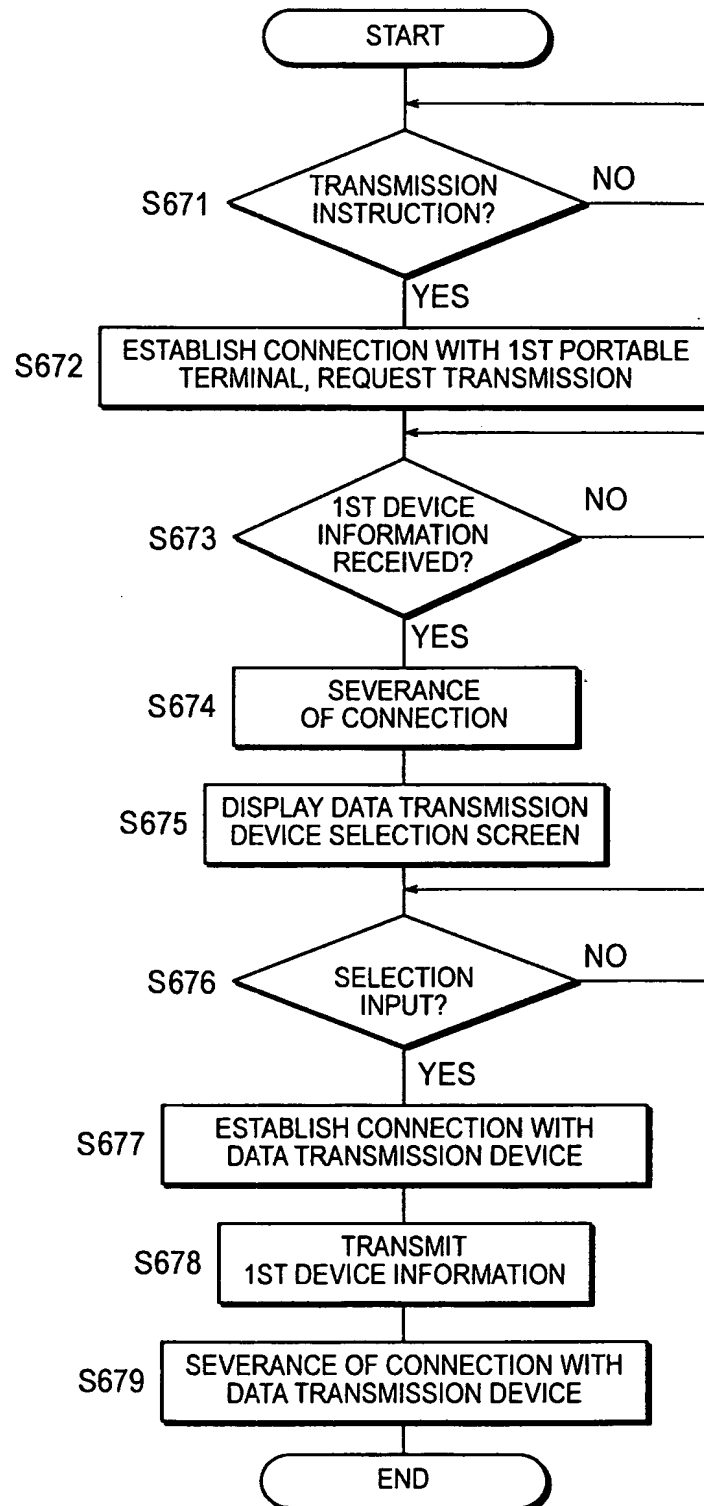 START
TRANSMISSION
INSTRUCTION?
NO
S671
YES
S672
ESTABLISH CONNECTION WITH 1ST PORTABLE
TERMINAL, REQUEST TRANSMISSION
1ST DEVICE
INFORMATION
RECEIVED?
NO
S673
YES
S674
SEVERANCE
OF CONNECTION
S675
DISPLAY DATA TRANSMISSION
DEVICE SELECTION SCREEN
S676
SELECTION
INPUT?
NO
YES
S677
ESTABLISH CONNECTION WITH
DATA TRANSMISSION DEVICE
S678
TRANSMIT
1ST DEVICE INFORMATION
S679
SEVERANCE OF CONNECTION WITH
DATA TRANSMISSION DEVICE
END